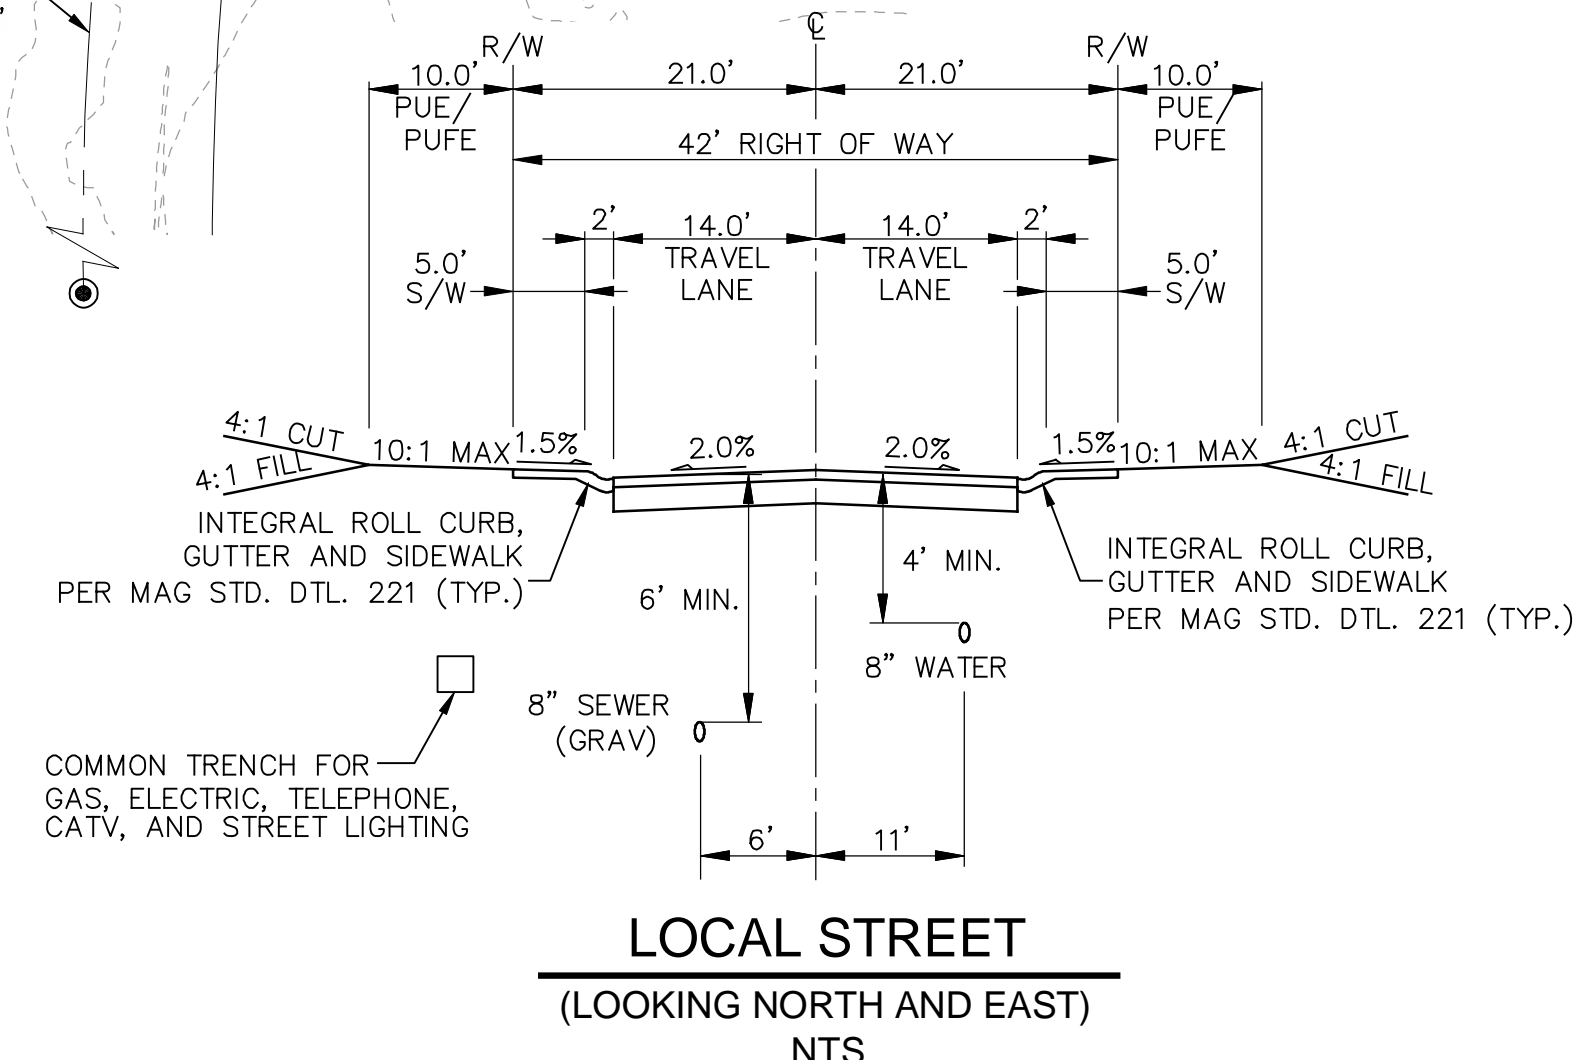 '
℄
R/W
R/W
10.0'
21.0'
21.0'
10.0'
PUE/
PUFE
PUE/
PUFE
42' RIGHT OF WAY
2'
14.0'
14.0'
2'
TRAVEL
LANE
TRAVEL
LANE
5.0'
S/W
5.0'
S/W
4:1 CUT
4:1 FILL
10:1 MAX
1.5%
2.0%
2.0%
1.5%
10:1 MAX
4:1 CUT
4:1 FILL
INTEGRAL ROLL CURB,
GUTTER AND SIDEWALK
PER MAG STD. DTL. 221 (TYP.)
6' MIN.
4' MIN.
INTEGRAL ROLL CURB,
GUTTER AND SIDEWALK
PER MAG STD. DTL. 221 (TYP.)
8" WATER
8" SEWER
(GRAV)
COMMON TRENCH FOR
GAS, ELECTRIC, TELEPHONE,
CATV, AND STREET LIGHTING
6'
11'
LOCAL STREET
(LOOKING NORTH AND EAST)
NTS